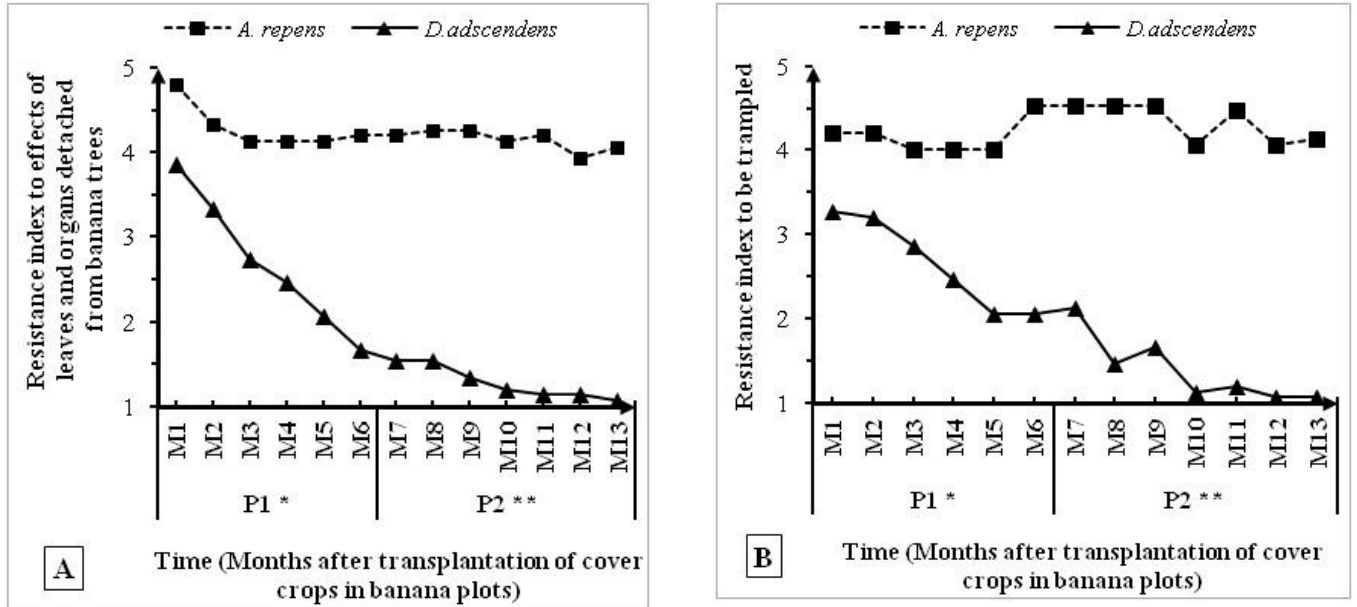 A. repens D.adscendens
Resistance index to effects of
leaves and organs detached
from banana trees
5
4
3
2
1
M1 M2 M3 M4 M5 M6 M7 M8 M9 M10 M11 M12 M13
P1 * P2 **
Time (Months after transplantation of cover
crops in banana plots)
A
A. repens D.adscendens
Resistance index to be trampled
5
4
3
2
1
M1 M2 M3 M4 M5 M6 M7 M8 M9 M10 M11 M12 M13
P1 * P2 **
Time (Months after transplantation of cover
crops in banana plots)
B